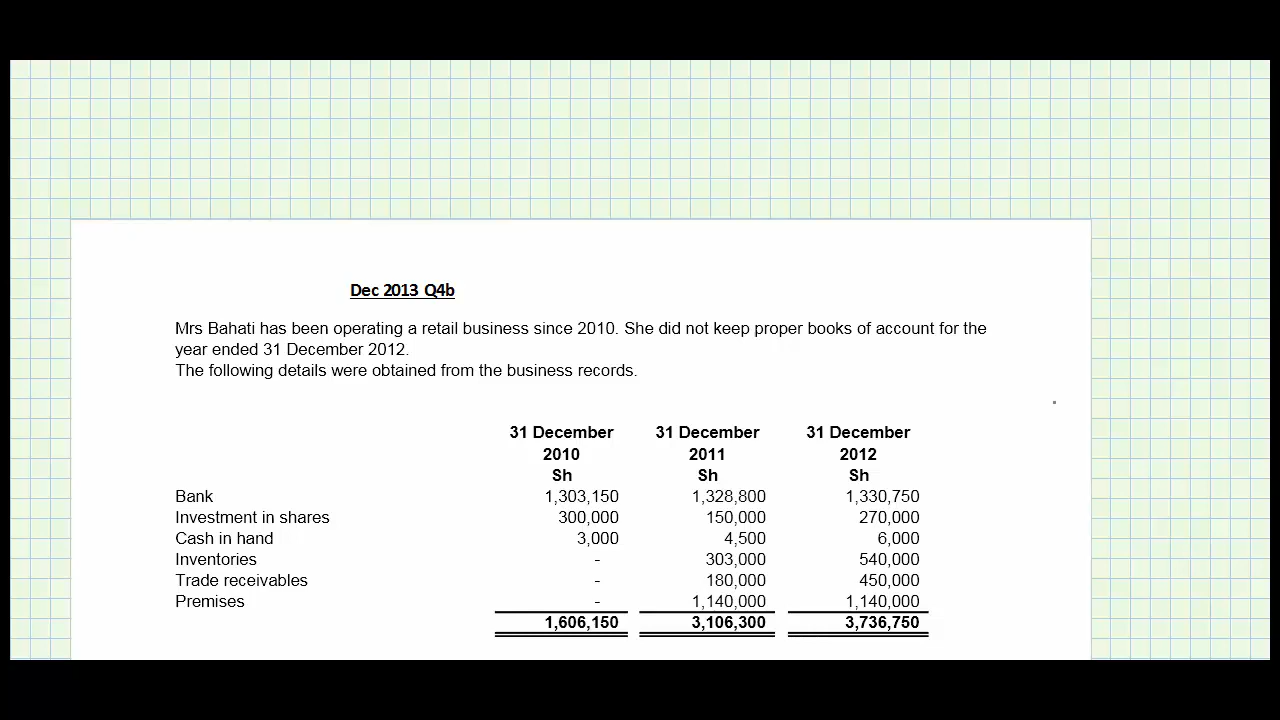 Dec 2013 Q4b
Mrs Bahati has been operating a retail business since 2010. She did not keep proper books of account for the
year ended 31 December 2012.
The following details were obtained from the business records.
31 December 31 December 31 December
2010 2011 2012
Sh Sh Sh
Bank 1,303,150 1,328,800 1,330,750
Investment in shares 300,000 150,000 270,000
Cash in hand 3,000 4,500 6,000
Inventories - 303,000 540,000
Trade receivables - 180,000 450,000
Premises - 1,140,000 1,140,000
1,606,150 3,106,300 3,736,750